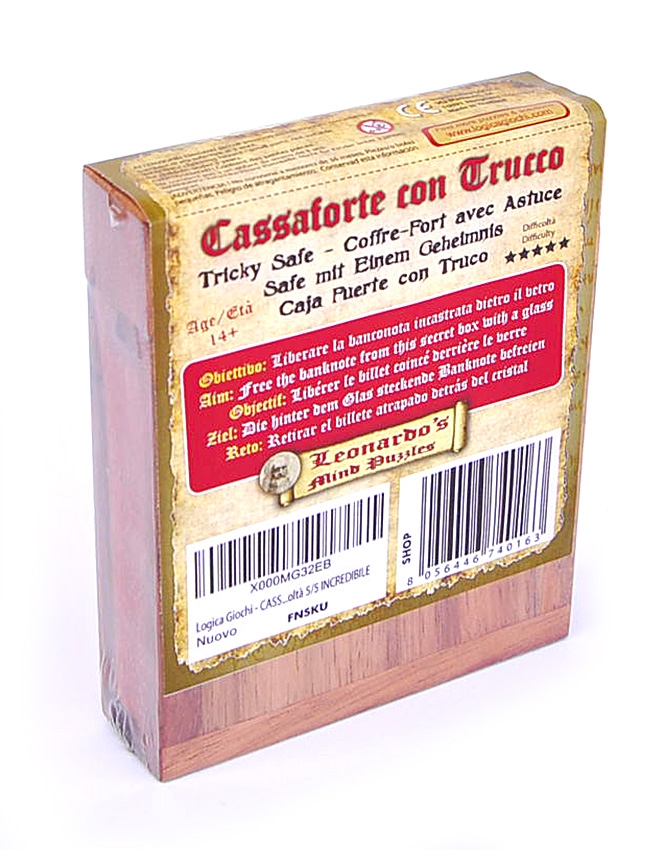 CE
www.logicagiochi.com
Cassaforte con Trucco
Tricky Safe - Coffre-Fort avec Astuce
Safe mit Einem Geheimnis
Caja Fuerte con Truco
Difficoltà
Difficulty
★★★★★
Age/Età
14+
Obiettivo: Liberare la banconota incastrata dietro il vetro
Aim: Free the banknote from this secret box with a glass
Objectif: Libérer le billet coincé derrière le verre
Ziel: Die hinter dem Glas steckende Banknote befreien
Reto: Retirar el billete atrapado detrás del cristal
Leonardo's
Mind Puzzles
X000MG32EB
Logica Giochi - CASS...oltà 5/5 INCREDIBILE
Nuovo
FNSKU
SHOP
8 056446 740163